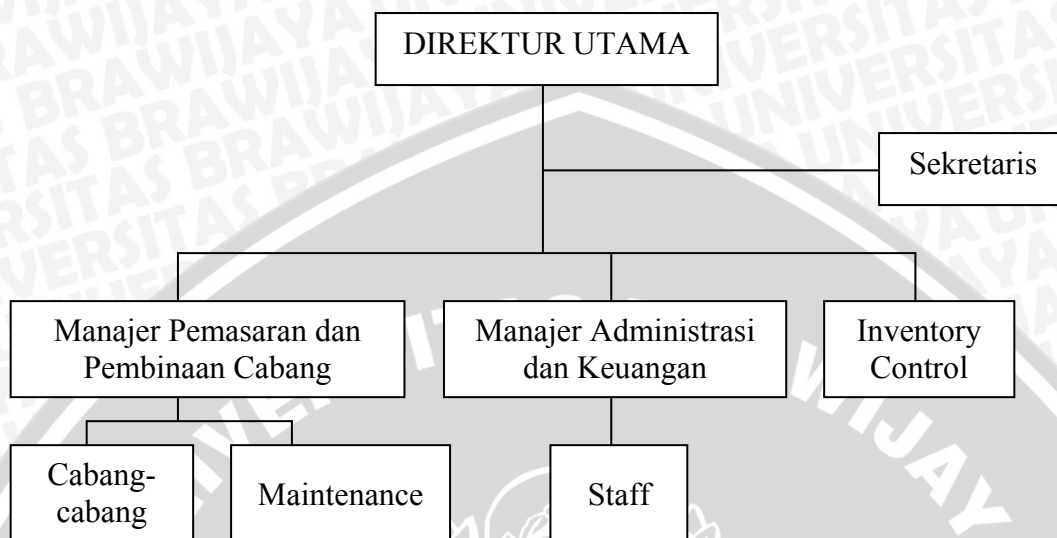 DIREKTUR UTAMA
Sekretaris
Manajer Pemasaran dan
Pembinaan Cabang
Manajer Administrasi
dan Keuangan
Inventory
Control
Cabang-
cabang
Maintenance
Staff